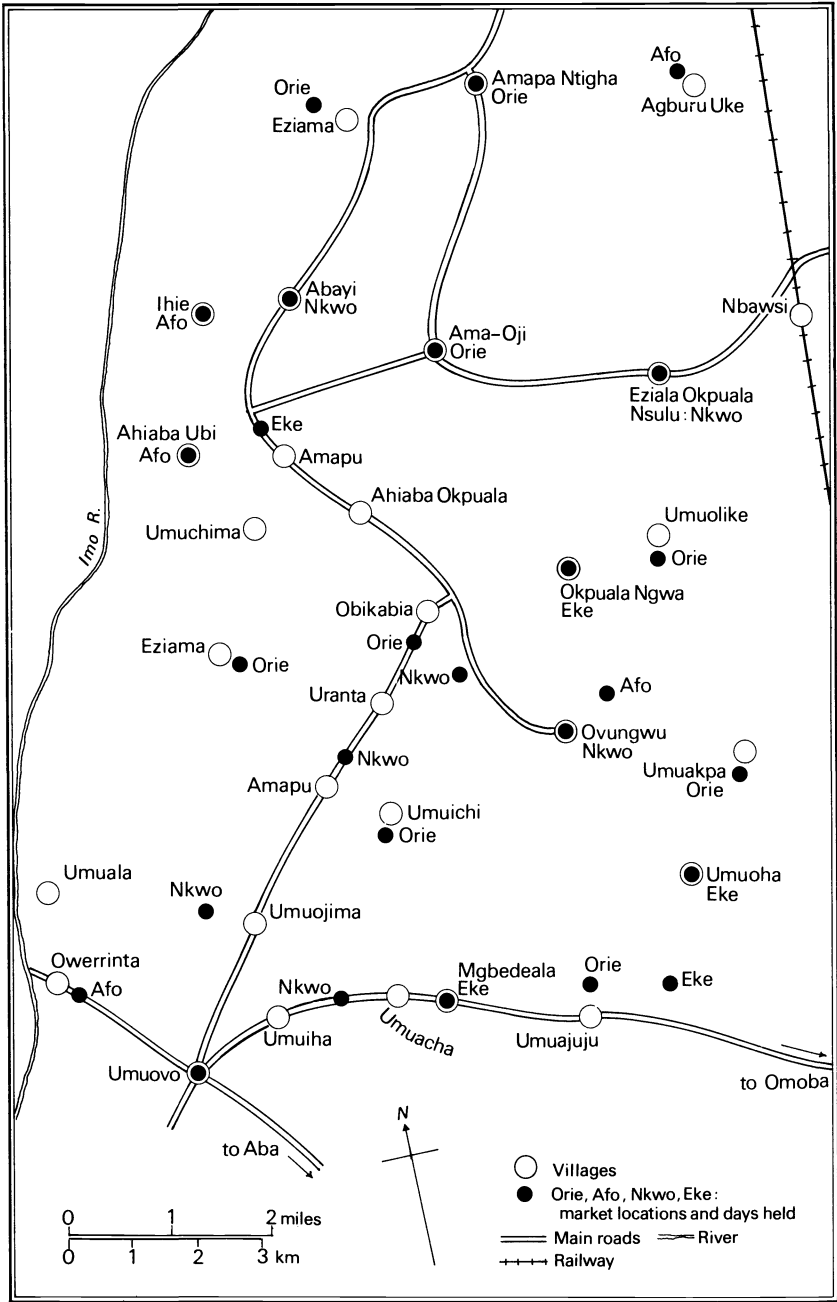 Orie
Eziama
Amapa Ntigha
Orie
Afo
Agburu Uke
Ihie
Afo
Abayi
Nkwo
Nbawsi
Ama-Oji
Orie
Eziala Okpuala
Nsulu: Nkwo
Ahiaba Ubi
Afo
Eke
Amapu
Ahiaba Okpuala
Imo R.
Umuchima
Umuolike
Orie
Okpuala Ngwa
Eke
Obikabia
Orie
Eziama
Orie
Nkwo
Afo
Uranta
Ovungwu
Nkwo
Nkwo
Amapu
Umuakpa
Orie
Umuichi
Orie
Umuala
Nkwo
Umuoha
Eke
Umuojima
Owerrinta
Afo
Nkwo
Mgbedeala
Eke
Orie
Eke
Umuiha
Umuacha
Umuajuju
Umuovo
to Omoba
to Aba
N
Villages
Orie, Afo, Nkwo, Eke:
market locations and days held
Main roads
River
Railway
0 1 2 miles
0 1 2 3 km